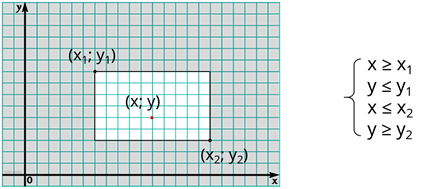 y
(x₁; y₁)
(x; y)
(x₂; y₂)
0
x
x ≥ x₁
y ≤ y₁
x ≤ x₂
y ≥ y₂